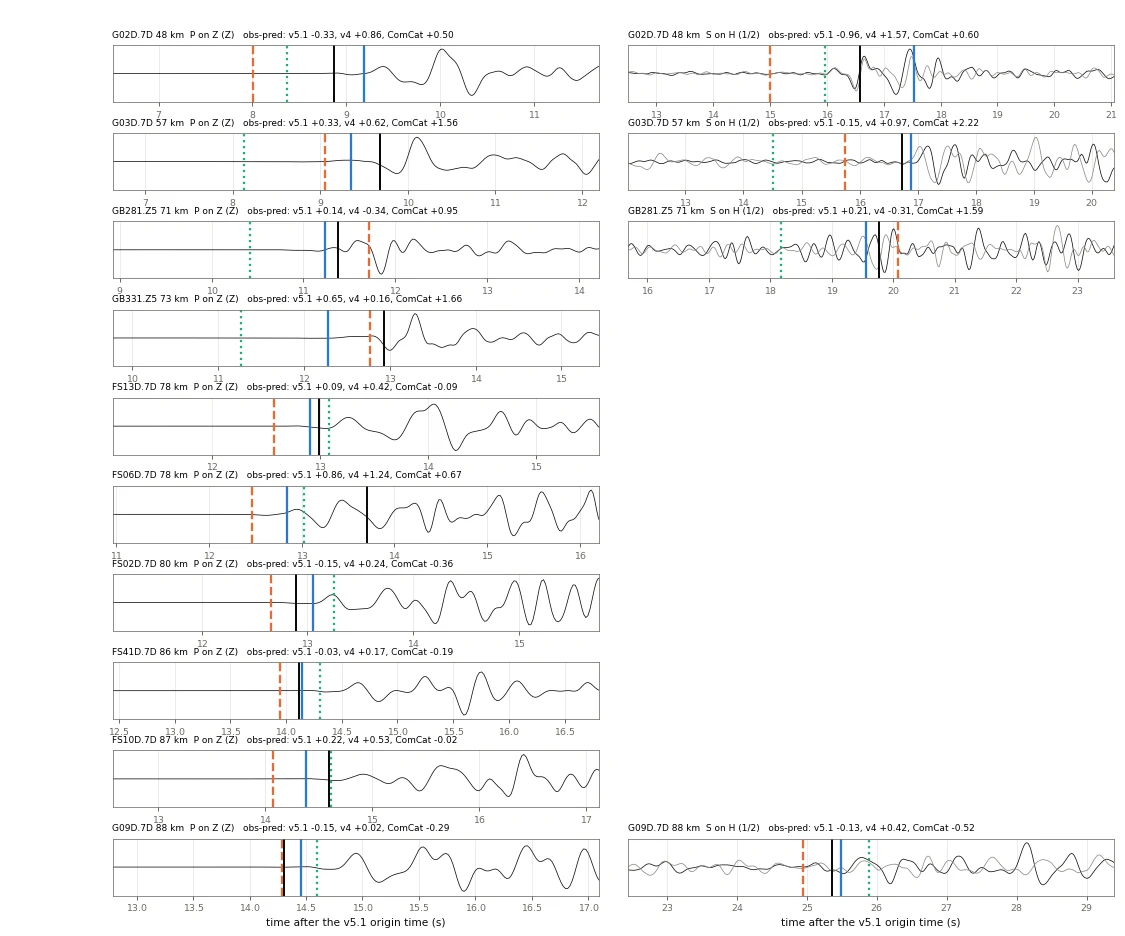 G02D.7D 48 km  P on Z (Z)   obs-pred: v5.1 -0.33, v4 +0.86, ComCat +0.50
7 8 9 10 11
G02D.7D 48 km  S on H (1/2)   obs-pred: v5.1 -0.96, v4 +1.57, ComCat +0.60
13 14 15 16 17 18 19 20 21
G03D.7D 57 km  P on Z (Z)   obs-pred: v5.1 +0.33, v4 +0.62, ComCat +1.56
7 8 9 10 11 12
G03D.7D 57 km  S on H (1/2)   obs-pred: v5.1 -0.15, v4 +0.97, ComCat +2.22
13 14 15 16 17 18 19 20
GB281.Z5 71 km  P on Z (Z)   obs-pred: v5.1 +0.14, v4 -0.34, ComCat +0.95
9 10 11 12 13 14
GB281.Z5 71 km  S on H (1/2)   obs-pred: v5.1 +0.21, v4 -0.31, ComCat +1.59
16 17 18 19 20 21 22 23
GB331.Z5 73 km  P on Z (Z)   obs-pred: v5.1 +0.65, v4 +0.16, ComCat +1.66
10 11 12 13 14 15
FS13D.7D 78 km  P on Z (Z)   obs-pred: v5.1 +0.09, v4 +0.42, ComCat -0.09
12 13 14 15
FS06D.7D 78 km  P on Z (Z)   obs-pred: v5.1 +0.86, v4 +1.24, ComCat +0.67
11 12 13 14 15 16
FS02D.7D 80 km  P on Z (Z)   obs-pred: v5.1 -0.15, v4 +0.24, ComCat -0.36
12 13 14 15
FS41D.7D 86 km  P on Z (Z)   obs-pred: v5.1 -0.03, v4 +0.17, ComCat -0.19
12.5 13.0 13.5 14.0 14.5 15.0 15.5 16.0 16.5
FS10D.7D 87 km  P on Z (Z)   obs-pred: v5.1 +0.22, v4 +0.53, ComCat -0.02
13 14 15 16 17
G09D.7D 88 km  P on Z (Z)   obs-pred: v5.1 -0.15, v4 +0.02, ComCat -0.29
13.0 13.5 14.0 14.5 15.0 15.5 16.0 16.5 17.0
time after the v5.1 origin time (s)
G09D.7D 88 km  S on H (1/2)   obs-pred: v5.1 -0.13, v4 +0.42, ComCat -0.52
23 24 25 26 27 28 29
time after the v5.1 origin time (s)